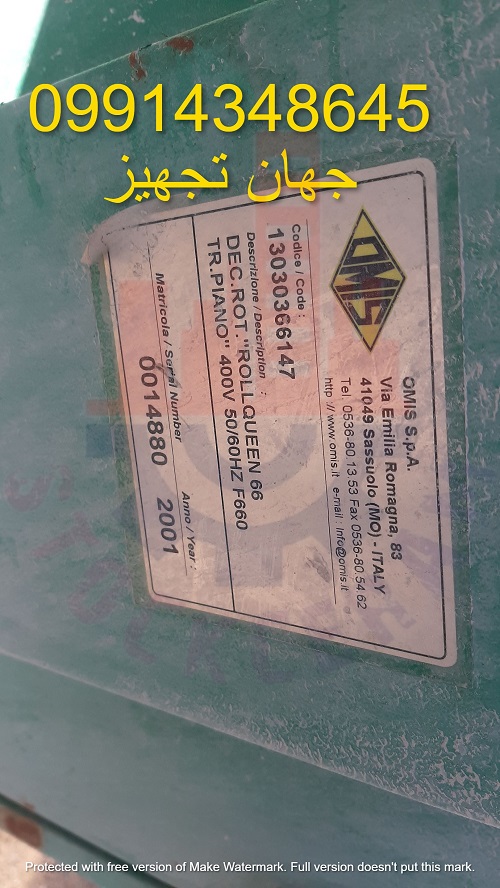 09914348645
جهان تجهیز
OMIS
OMIS S.p.A.
Via Emilia Romagna, 83
41049 Sassuolo (MO) - ITALY
Tel. 0536-80.13.53 Fax 0536-80.54.62
http://www.omis.it e-mail: info@omis.it
Codice / Code :
13030366147
Descrizione / Description :
DEC.ROT."ROLLQUEEN 66
TR.PIANO" 400V 50/60HZ F660
Matricola / Serial Number
Anno / Year :
0014880
2001
Protected with free version of Make Watermark. Full version doesn't put this mark.